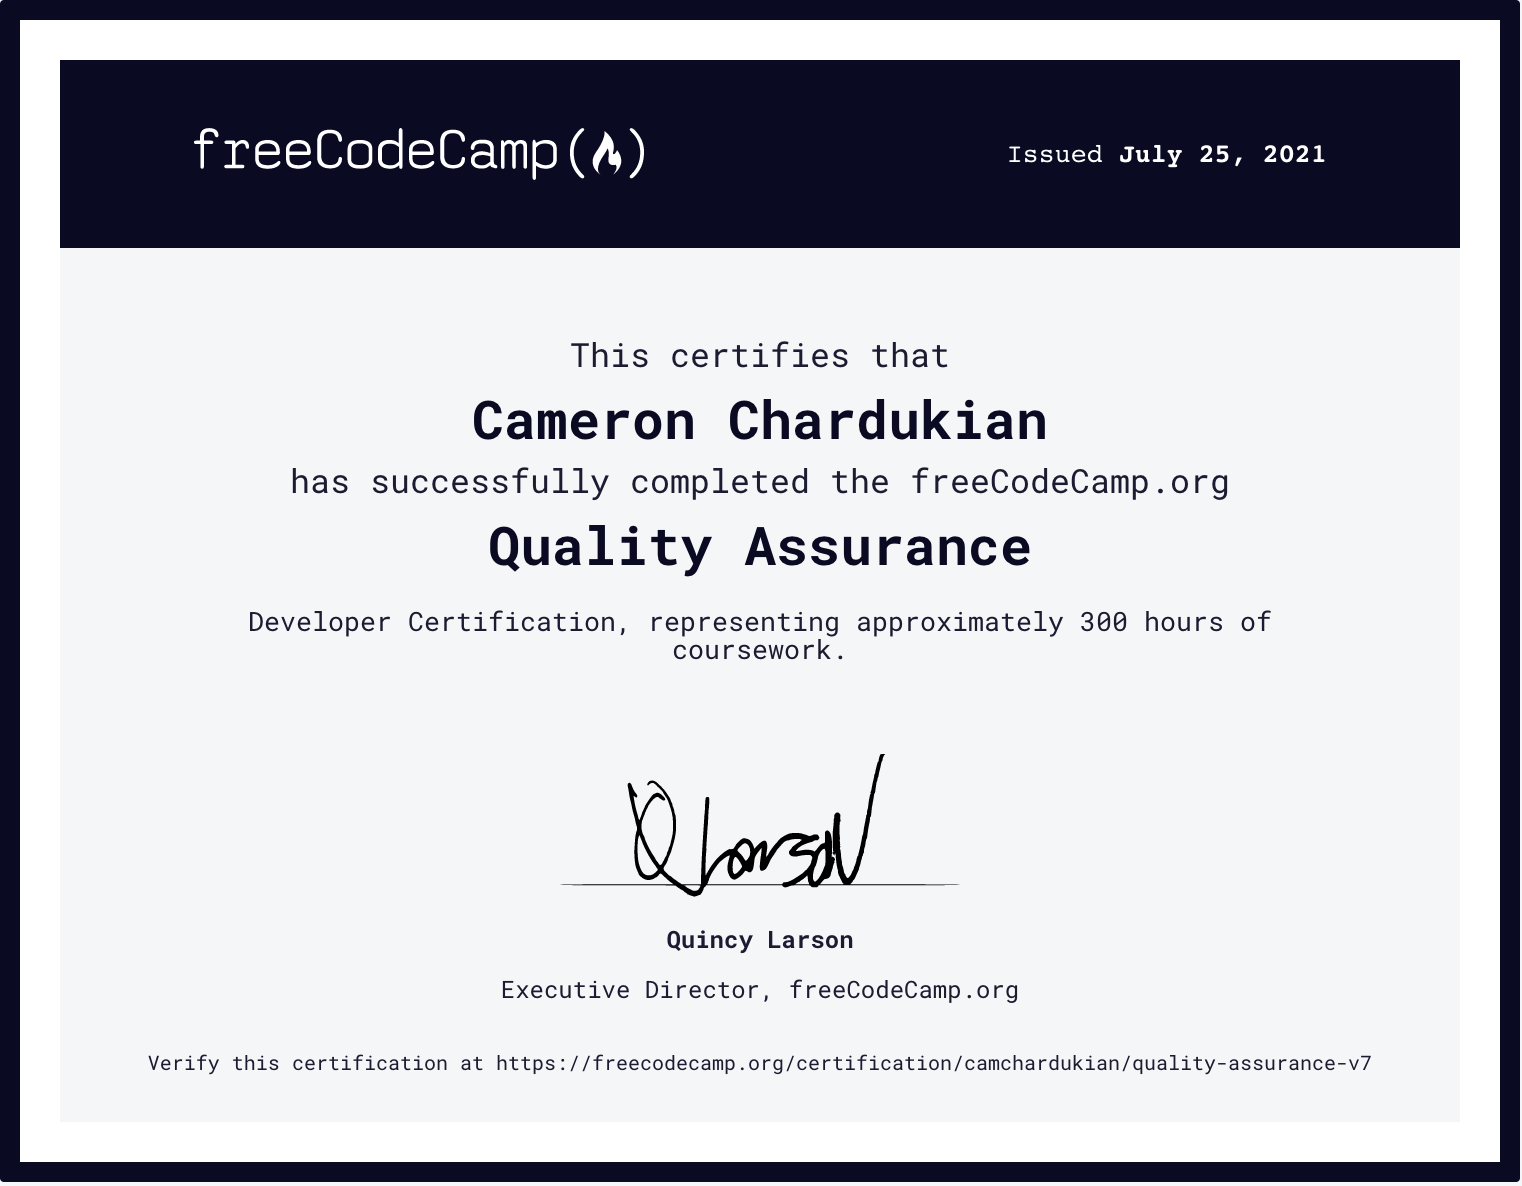 freeCodeCamp(🔥)
Issued July 25, 2021
This certifies that
Cameron Chardukian
has successfully completed the freeCodeCamp.org
Quality Assurance
Developer Certification, representing approximately 300 hours of
coursework.
Q Larson
Quincy Larson
Executive Director, freeCodeCamp.org
Verify this certification at https://freecodecamp.org/certification/camchardukian/quality-assurance-v7